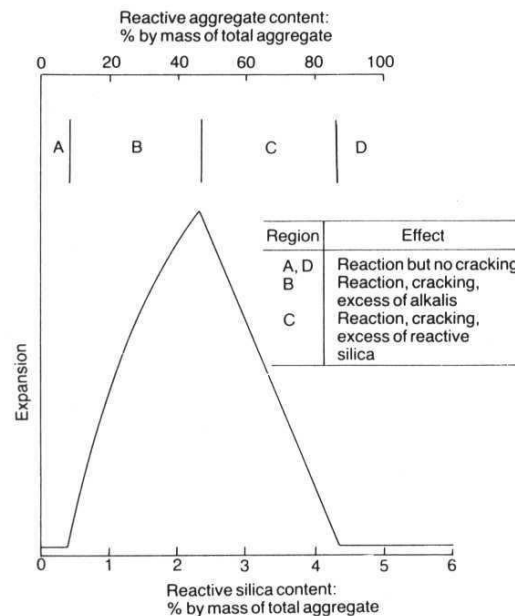 Reactive aggregate content:
% by mass of total aggregate
0 20 40 60 80 100
A B C D
Region Effect
A, D Reaction but no cracking
B Reaction, cracking,
excess of alkalis
C Reaction, cracking,
excess of reactive
silica
Expansion
0 1 2 3 4 5 6
Reactive silica content:
% by mass of total aggregate